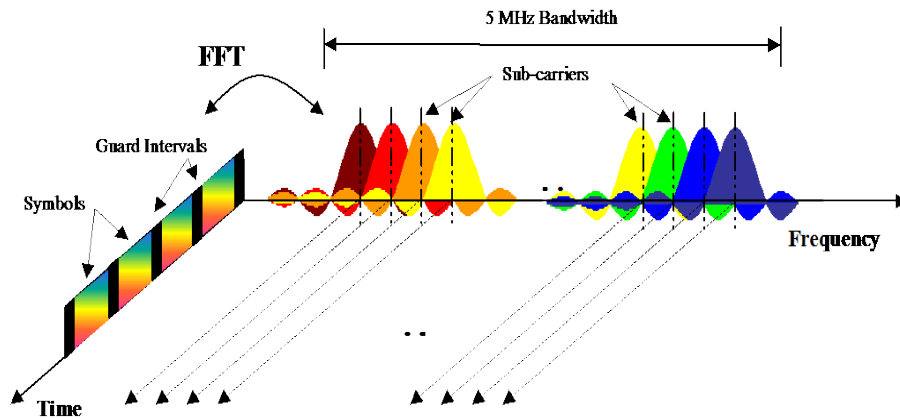 5 MHz Bandwidth
FFT
Sub-carriers
Guard Intervals
Symbols
Frequency
Time